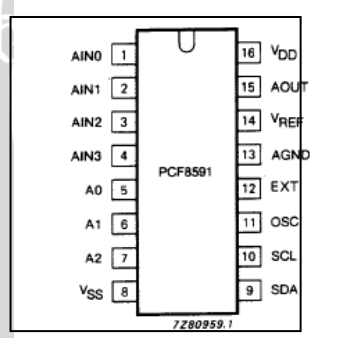 AIN0 1 16 VDD
AIN1 2 15 AOUT
AIN2 3 14 VREF
AIN3 4 13 AGND
PCF8591
A0 5 12 EXT
A1 6 11 OSC
A2 7 10 SCL
VSS 8 9 SDA
7Z80959.1